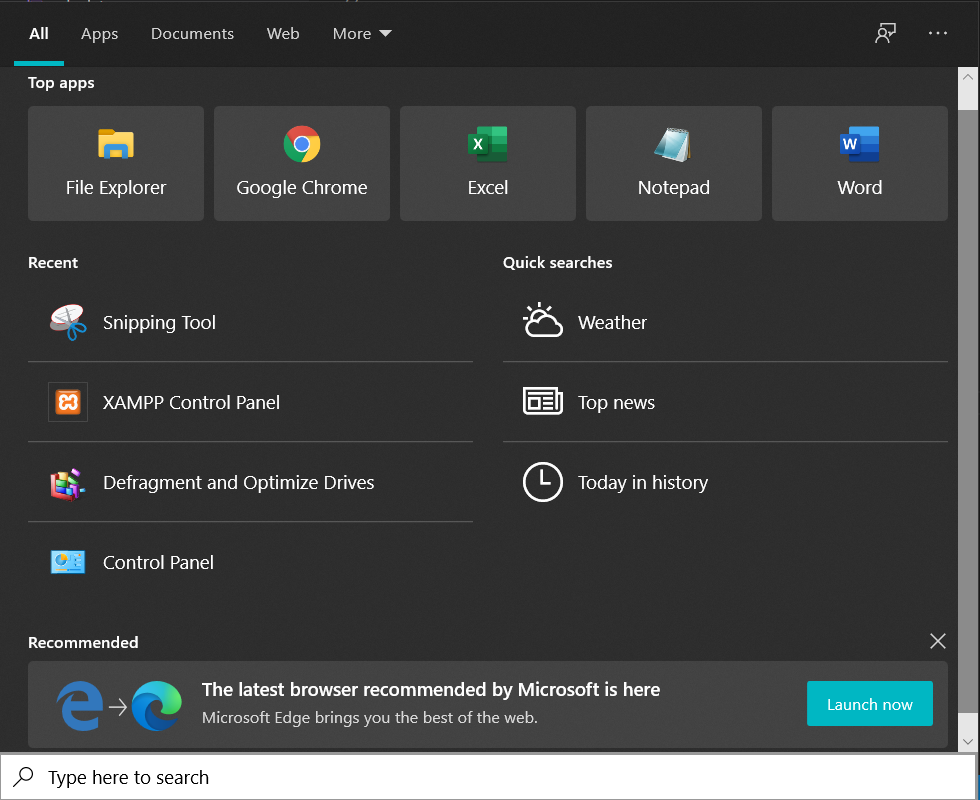 All Apps Documents Web More
Top apps
File Explorer Google Chrome Excel Notepad Word
Recent
Snipping Tool
XAMPP Control Panel
Defragment and Optimize Drives
Control Panel
Quick searches
Weather
Top news
Today in history
Recommended
The latest browser recommended by Microsoft is here
Microsoft Edge brings you the best of the web.
Launch now
Type here to search